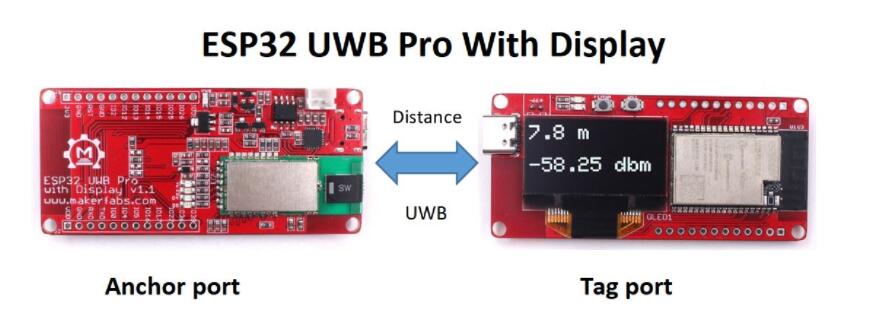 ESP32 UWB Pro With Display
Distance
UWB
ESP32 UWB Pro
with Display v1.1
www.makerfabs.com
M
SW
7.8 m
-58.25 dbm
OLED1
Anchor port
Tag port